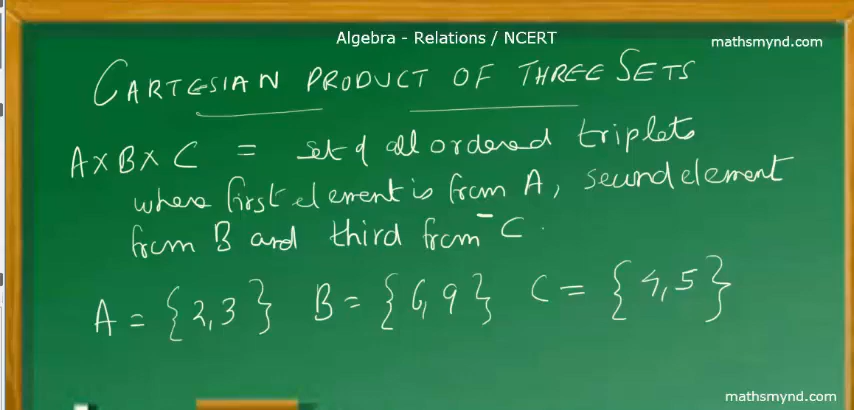 Algebra - Relations / NCERT
mathsmynd.com
CARTESIAN PRODUCT OF THREE SETS
A × B × C = set of all ordered triplets
where first element is from A, second element
from B and third from C.
A = {2,3} B = {6,9} C = {4,5}
mathsmynd.com